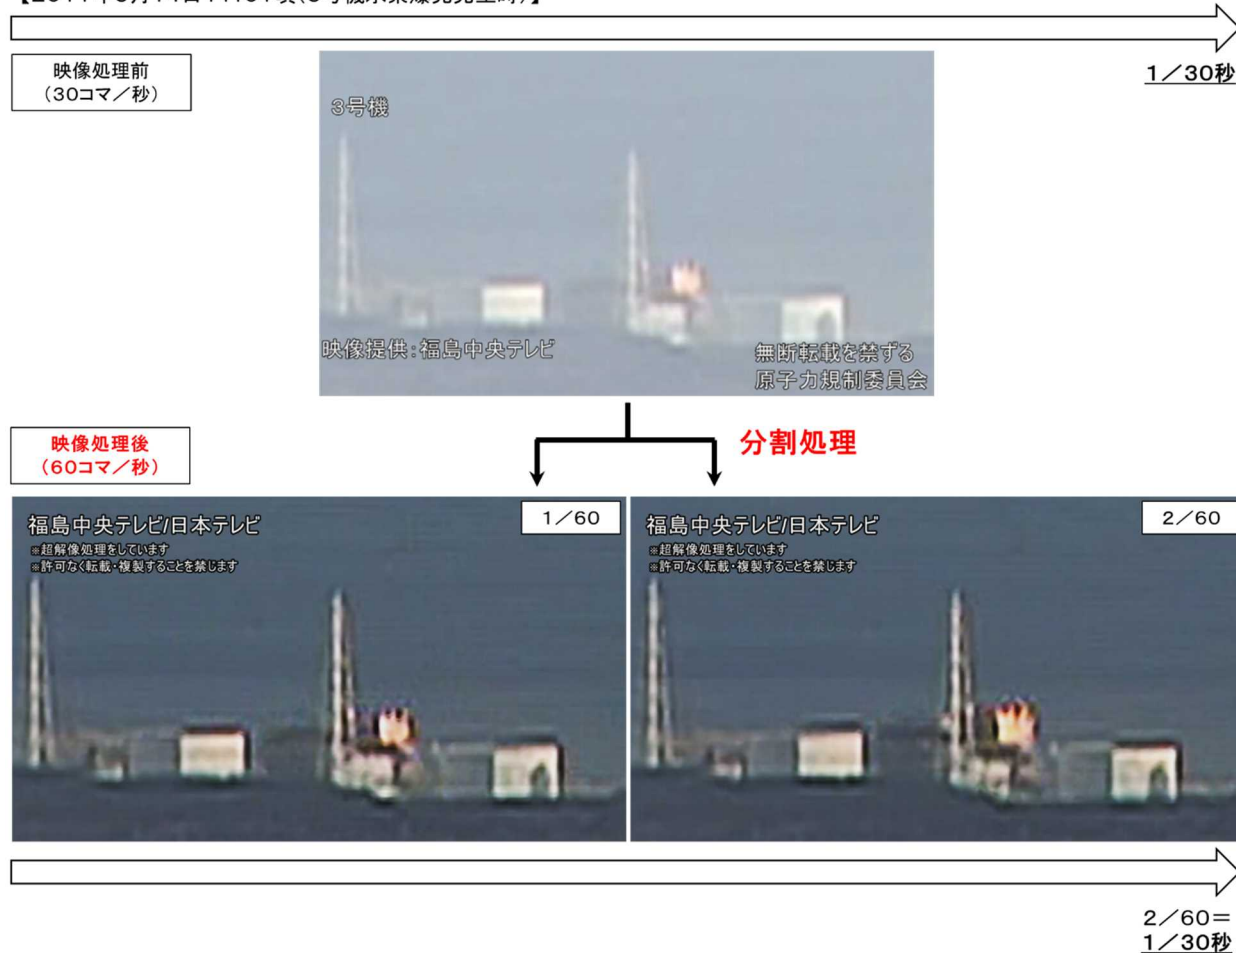 映像処理前
(30コマ/秒)
1/30秒
3号機
映像提供:福島中央テレビ
無断転載を禁ずる
原子力規制委員会
映像処理後
(60コマ/秒)
分割処理
福島中央テレビ/日本テレビ
※超解像処理をしています
※許可なく転載・複製することを禁じます
1/60
福島中央テレビ/日本テレビ
※超解像処理をしています
※許可なく転載・複製することを禁じます
2/60
2/60=
1/30秒